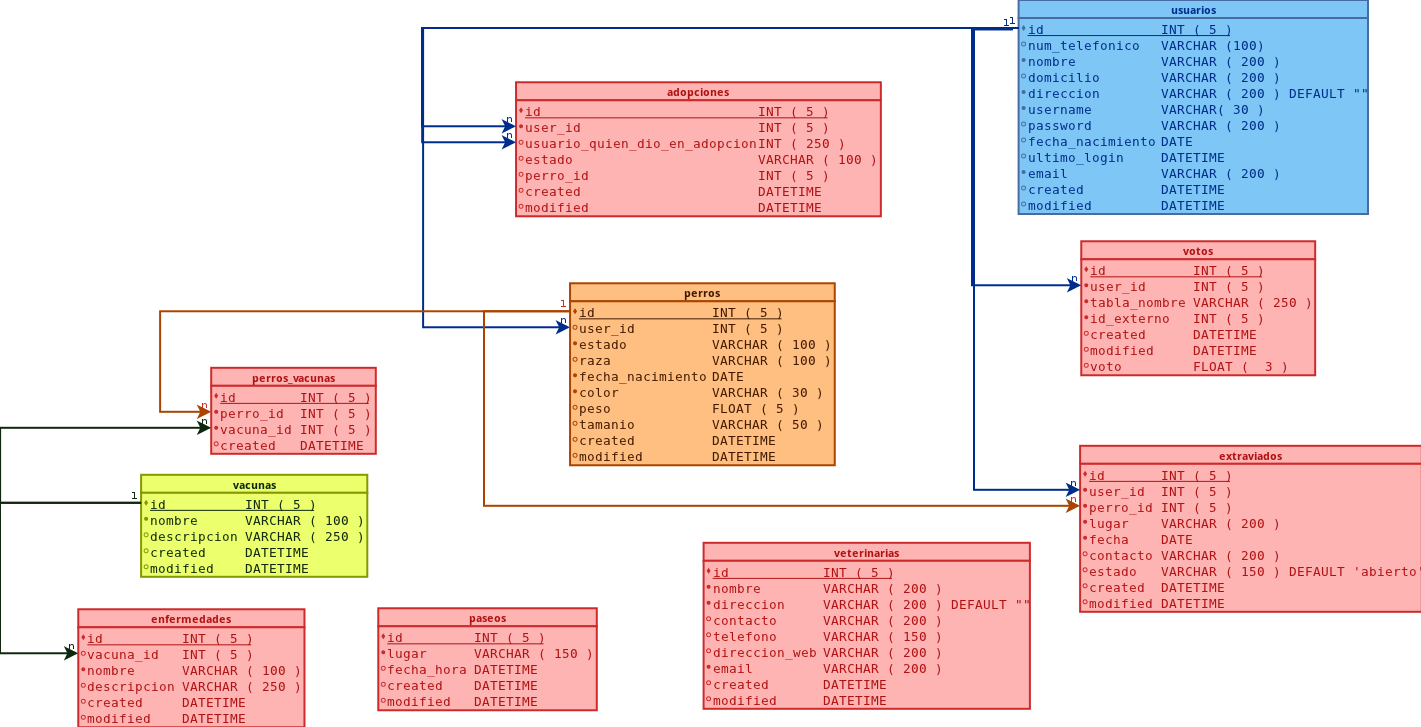 usuarios
id INT ( 5 )
num_telefonico VARCHAR (100)
nombre VARCHAR ( 200 )
domicilio VARCHAR ( 200 )
direccion VARCHAR ( 200 ) DEFAULT ""
username VARCHAR( 30 )
password VARCHAR ( 200 )
fecha_nacimiento DATE
ultimo_login DATETIME
email VARCHAR ( 200 )
created DATETIME
modified DATETIME
1
1
adopciones
id INT ( 5 )
n
user_id INT ( 5 )
n
usuario_quien_dio_en_adopcion INT ( 250 )
estado VARCHAR ( 100 )
perro_id INT ( 5 )
created DATETIME
modified DATETIME
votos
id INT ( 5 )
n
user_id INT ( 5 )
tabla_nombre VARCHAR ( 250 )
id_externo INT ( 5 )
created DATETIME
modified DATETIME
voto FLOAT ( 3 )
perros
1
id INT ( 5 )
n
user_id INT ( 5 )
estado VARCHAR ( 100 )
raza VARCHAR ( 100 )
fecha_nacimiento DATE
color VARCHAR ( 30 )
peso FLOAT ( 5 )
tamanio VARCHAR ( 50 )
created DATETIME
modified DATETIME
perros_vacunas
id INT ( 5 )
n
perro_id INT ( 5 )
n
vacuna_id INT ( 5 )
created DATETIME
vacunas
1
id INT ( 5 )
nombre VARCHAR ( 100 )
descripcion VARCHAR ( 250 )
created DATETIME
modified DATETIME
extraviados
id INT ( 5 )
n
user_id INT ( 5 )
n
perro_id INT ( 5 )
lugar VARCHAR ( 200 )
fecha DATE
contacto VARCHAR ( 200 )
estado VARCHAR ( 150 ) DEFAULT 'abierto'
created DATETIME
modified DATETIME
veterinarias
id INT ( 5 )
nombre VARCHAR ( 200 )
direccion VARCHAR ( 200 ) DEFAULT ""
contacto VARCHAR ( 200 )
telefono VARCHAR ( 150 )
direccion_web VARCHAR ( 200 )
email VARCHAR ( 200 )
created DATETIME
modified DATETIME
enfermedades
id INT ( 5 )
n
vacuna_id INT ( 5 )
nombre VARCHAR ( 100 )
descripcion VARCHAR ( 250 )
created DATETIME
modified DATETIME
paseos
id INT ( 5 )
lugar VARCHAR ( 150 )
fecha_hora DATETIME
created DATETIME
modified DATETIME